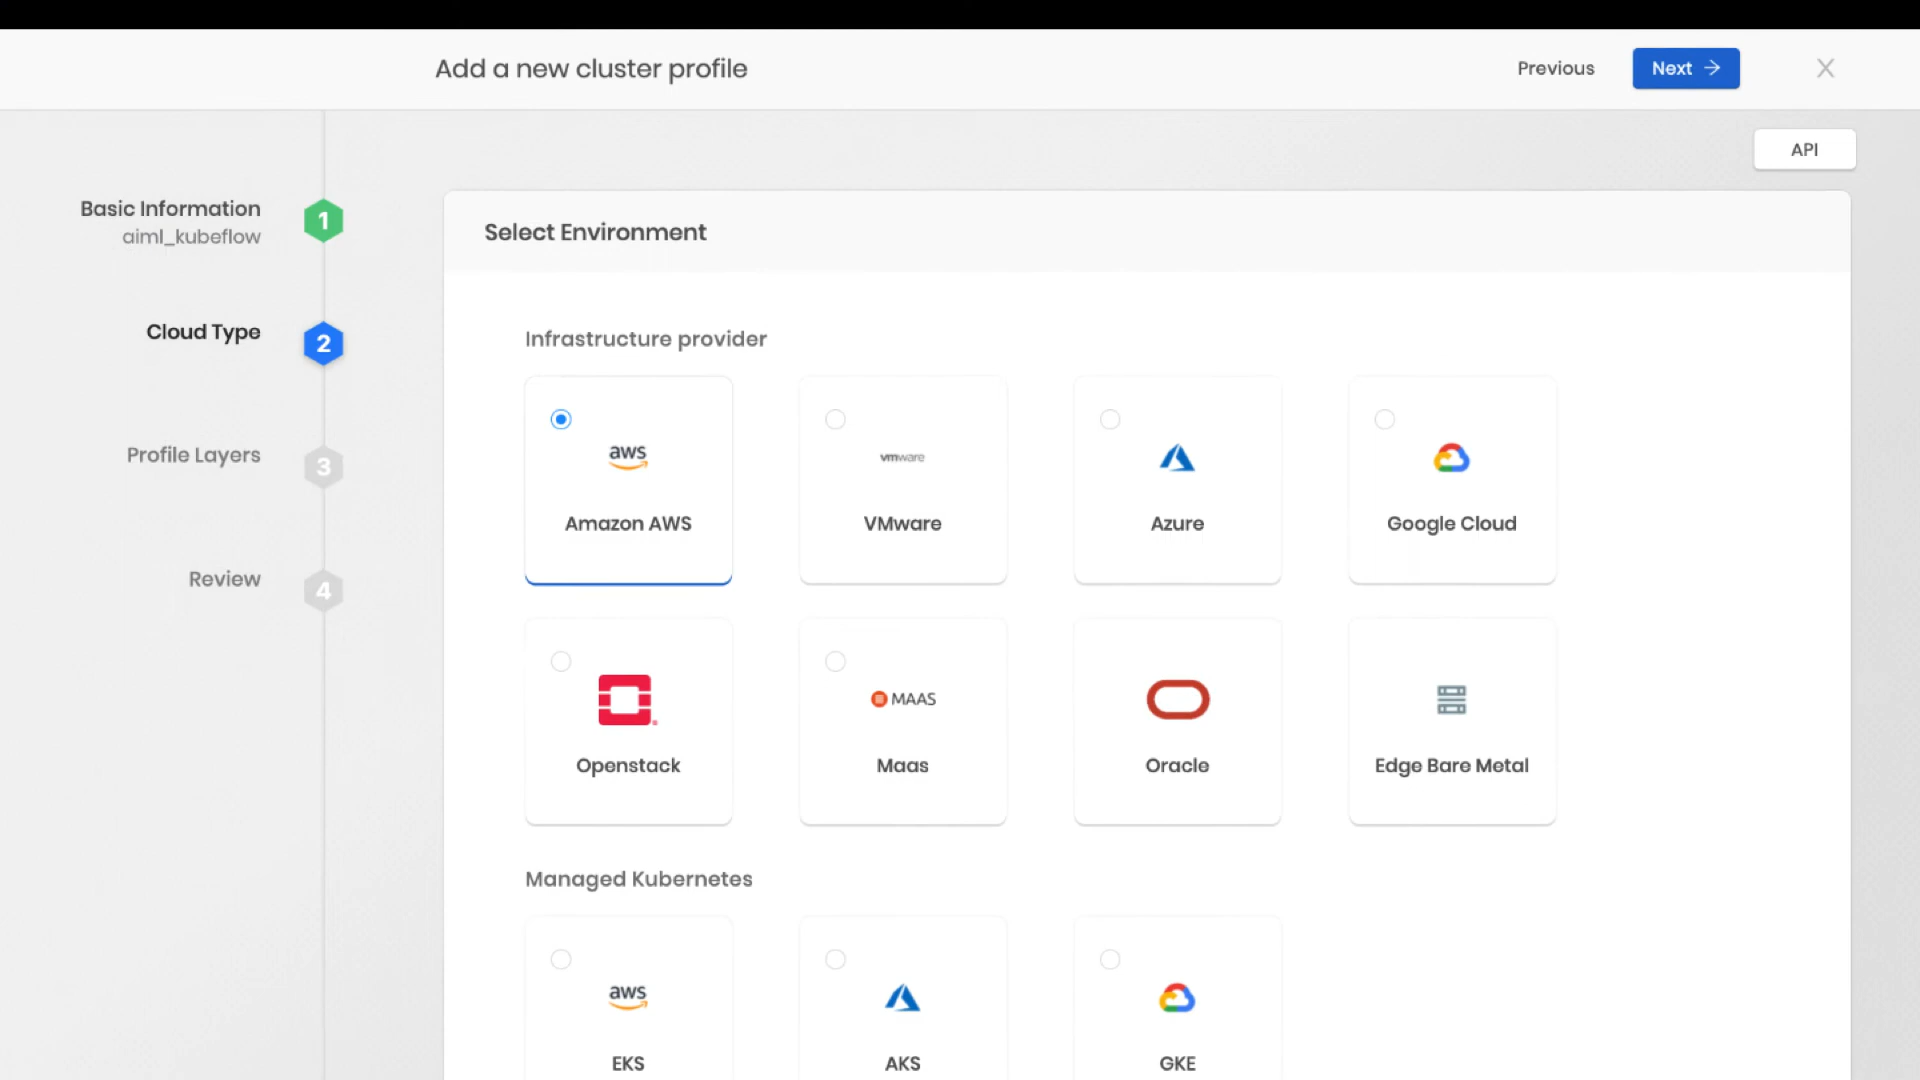 Add a new cluster profile
Previous
Next
API
Basic Information
aiml_kubeflow
1
Cloud Type
2
Profile Layers
3
Review
4
Select Environment
Infrastructure provider
aws
Amazon AWS
vmware
VMware
Azure
Google Cloud
Openstack
MAAS
Maas
Oracle
Edge Bare Metal
Managed Kubernetes
aws
EKS
AKS
GKE